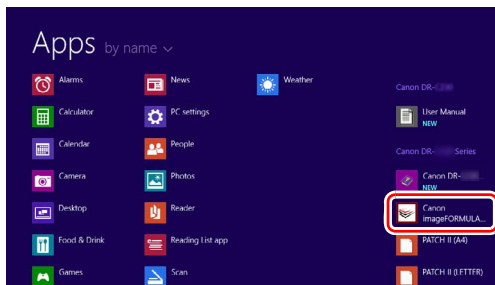 Apps by name
Alarms
Calculator
Calendar
Camera
Desktop
Food & Drink
Games
News
PC settings
People
Photos
Reader
Reading List app
Scan
Weather
Canon DR-
User Manual
NEW
Canon DR- Series
Canon DR-
NEW
Canon
imageFORMULA...
PATCH II (A4)
PATCH II (LETTER)